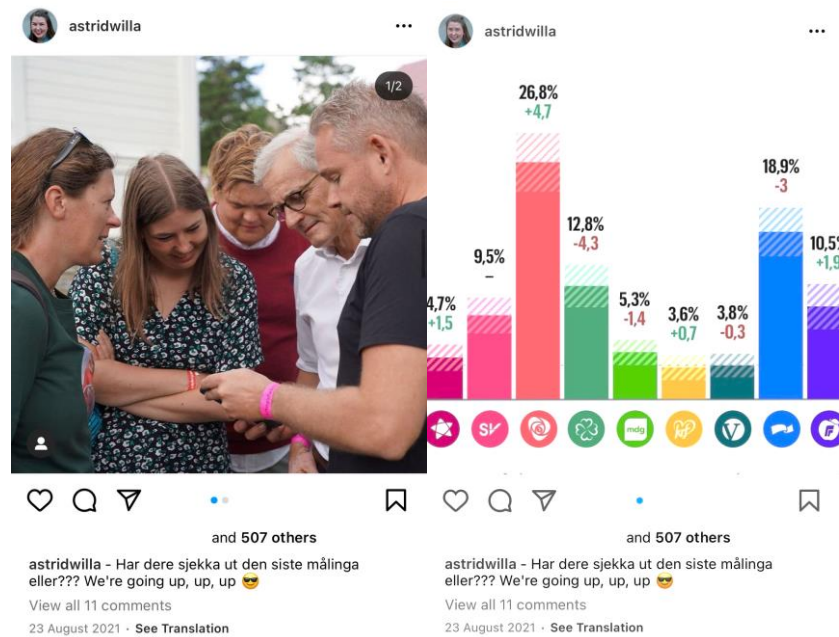 astridwilla
1/2
and 507 others
astridwilla - Har dere sjekka ut den siste målinga
eller??? We're going up, up, up 😎
View all 11 comments
23 August 2021 · See Translation
astridwilla
4,7%
+1,5
9,5%
–
26,8%
+4,7
12,8%
-4,3
5,3%
-1,4
3,6%
+0,7
3,8%
-0,3
18,9%
-3
10,5%
+1,9
SV
mdg
krf
V
F
and 507 others
astridwilla - Har dere sjekka ut den siste målinga
eller??? We're going up, up, up 😎
View all 11 comments
23 August 2021 · See Translation